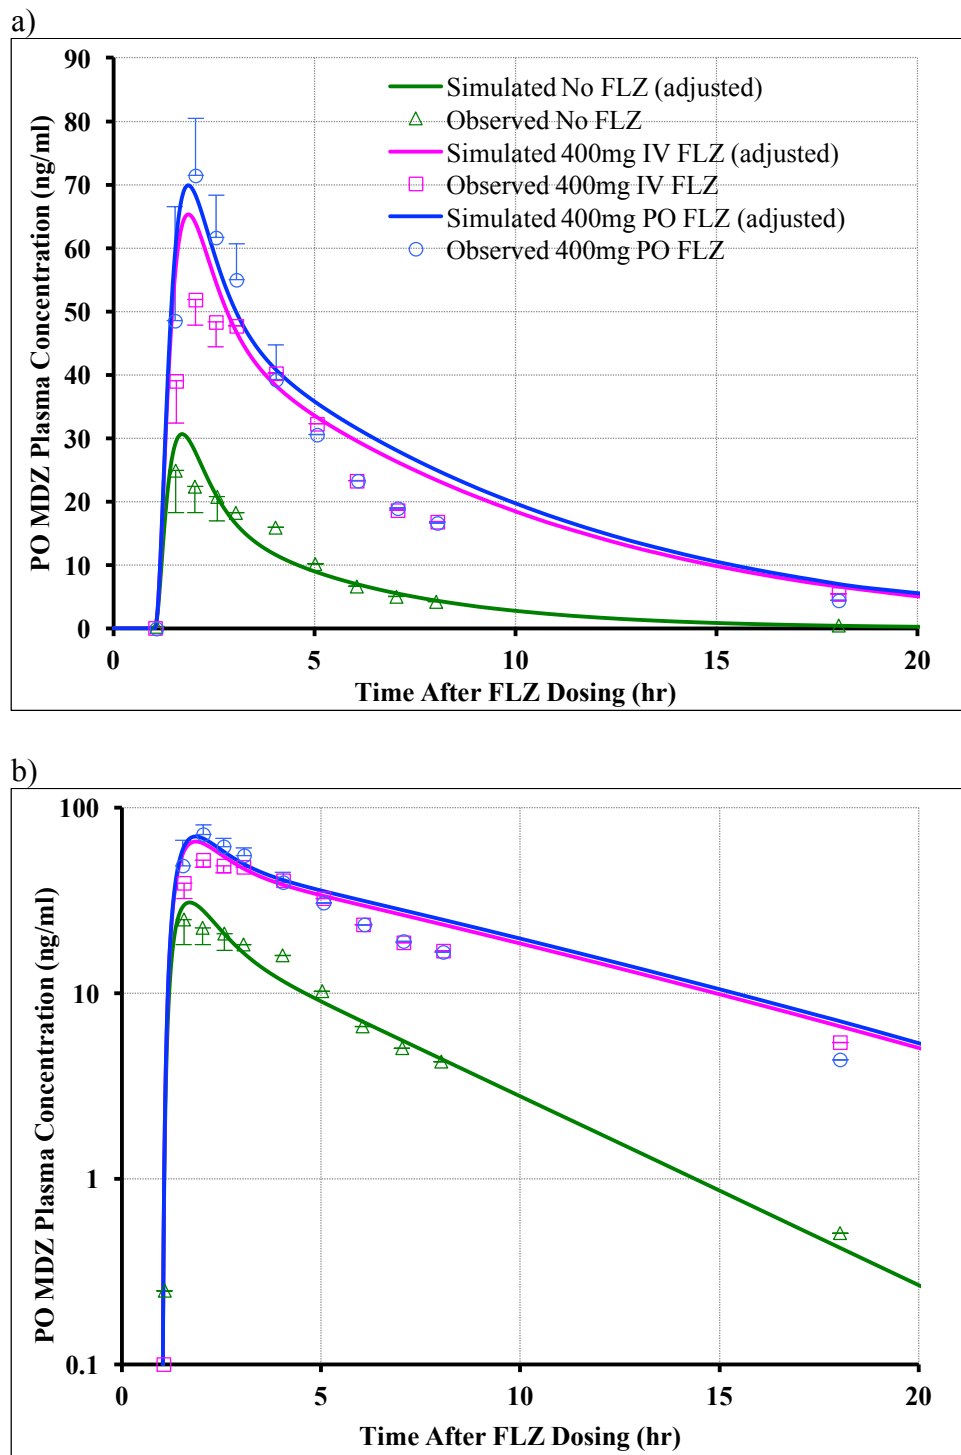 a)
90
80
70
60
50
40
30
20
10
0
PO MDZ Plasma Concentration (ng/ml)
Simulated No FLZ (adjusted)
Observed No FLZ
Simulated 400mg IV FLZ (adjusted)
Observed 400mg IV FLZ
Simulated 400mg PO FLZ (adjusted)
Observed 400mg PO FLZ
0 5 10 15 20
Time After FLZ Dosing (hr)
b)
100
10
1
0.1
PO MDZ Plasma Concentration (ng/ml)
0 5 10 15 20
Time After FLZ Dosing (hr)